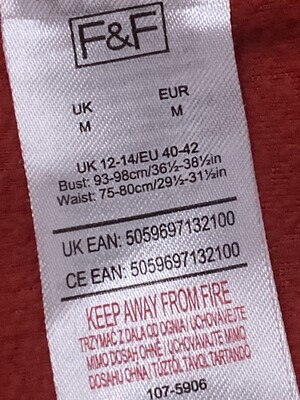 F&F
UK EUR
M M
UK 12-14/EU 40-42
Bust: 93-98cm/36½-38½in
Waist: 75-80cm/29½-31½in
UK EAN: 5059697132100
CE EAN: 5059697132100
KEEP AWAY FROM FIRE
TRZYMAĆ Z DALA OD OGNIA / UCHOVÁVEJTE
MIMO DOSAH OHNĚ / UCHOVÁVAJTE MIMO
DOSAHU OHŇA / TŰZTŐL TÁVOL TARTANDÓ
107-5906